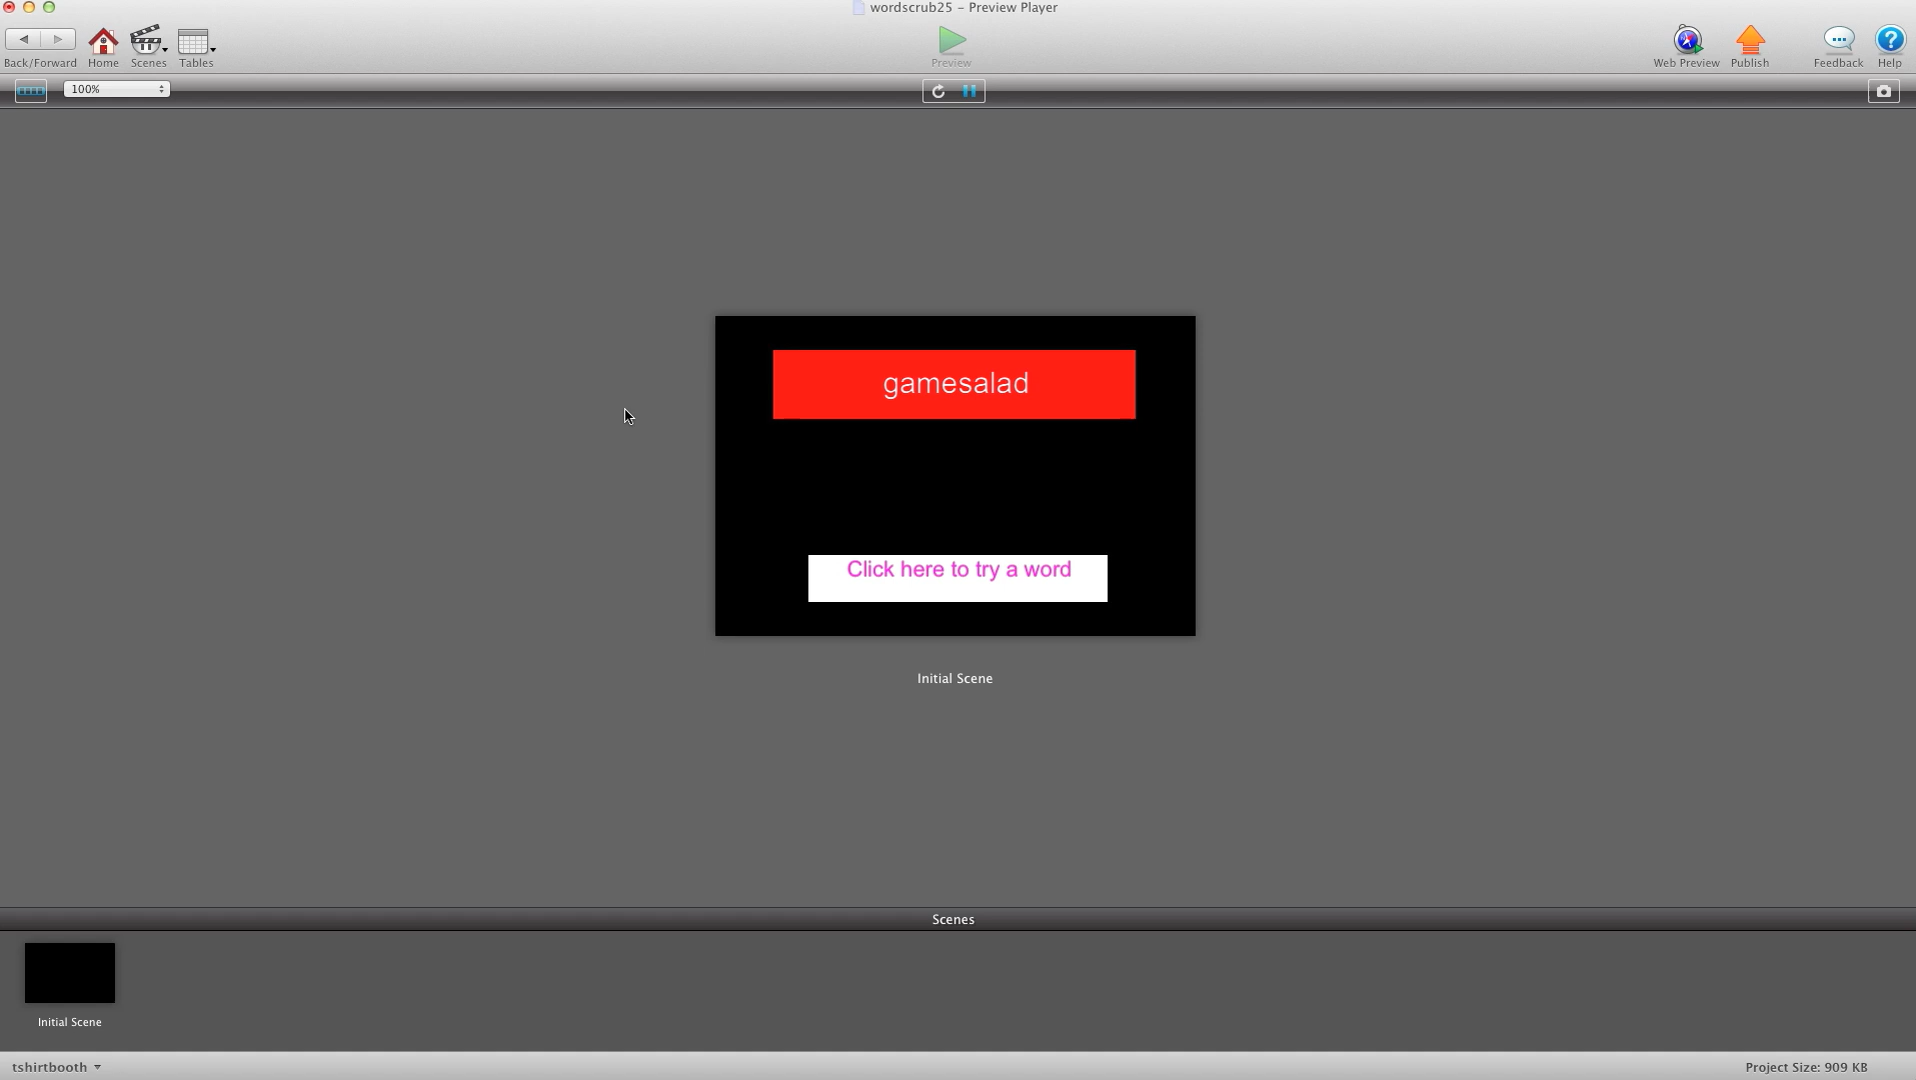 wordscrub25 – Preview Player
Back/Forward
Home
Scenes
Tables
Preview
Web Preview
Publish
Feedback
Help
100%
gamesalad
Click here to try a word
Initial Scene
Scenes
Initial Scene
tshirtbooth
Project Size: 909 KB